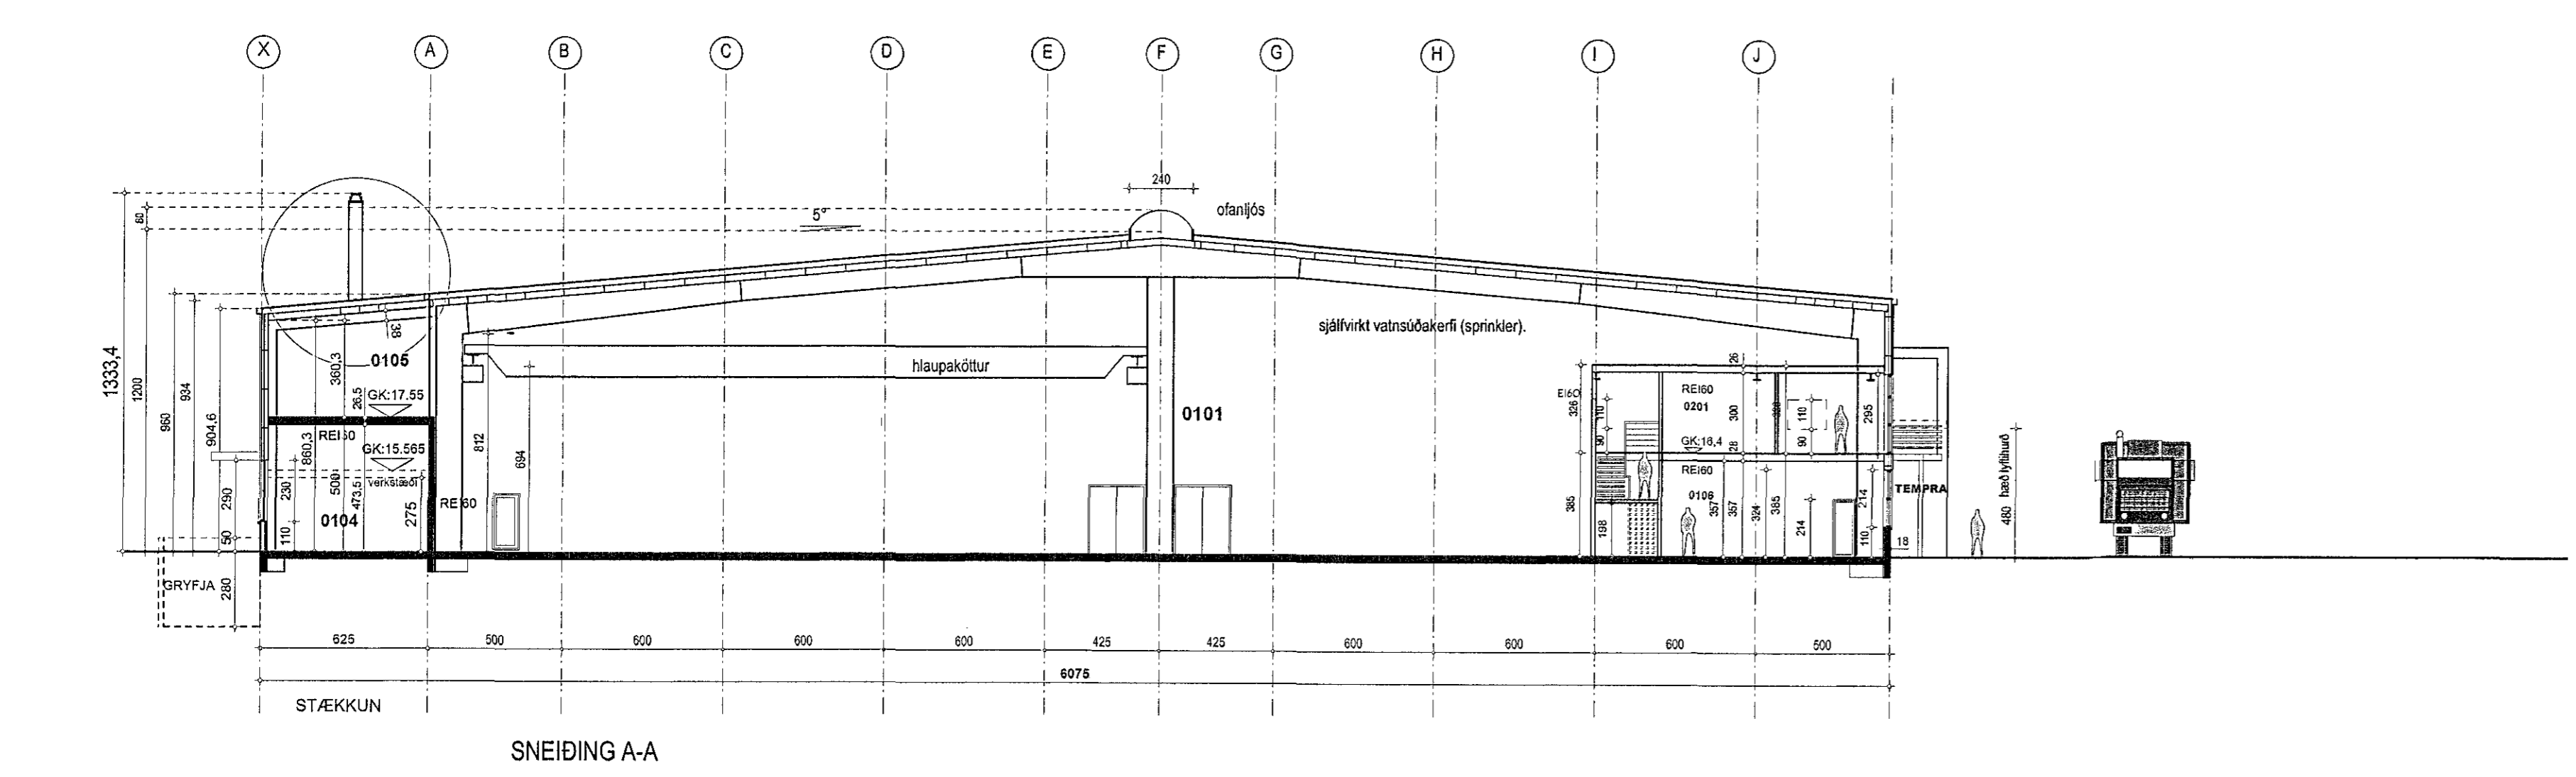 X A B C D E F G H I J
240
5°
ofanljós
60
1333,4
1200
960
934
904,6
38
360,3
0105
26,5
GK:17.55
hlaupaköttur
sjálfvirkt vatnsúðakerfi (sprinkler).
0101
812
694
REI60
860,3
500
473,5
GK:15.565
verkstæði
275
REI60
0104
230
110
290
50
GRYFJA
280
EI60
326
110
90
385
198
26
REI60
0201
300
110
90
295
GK:18,4
28
REI60
0106
357
357
324
385
214
214
110
18
TEMPRA
480 hæð lyftihurð
625 500 600 600 600 425 425 600 600 600 500
6075
STÆKKUN
SNEIÐING A-A